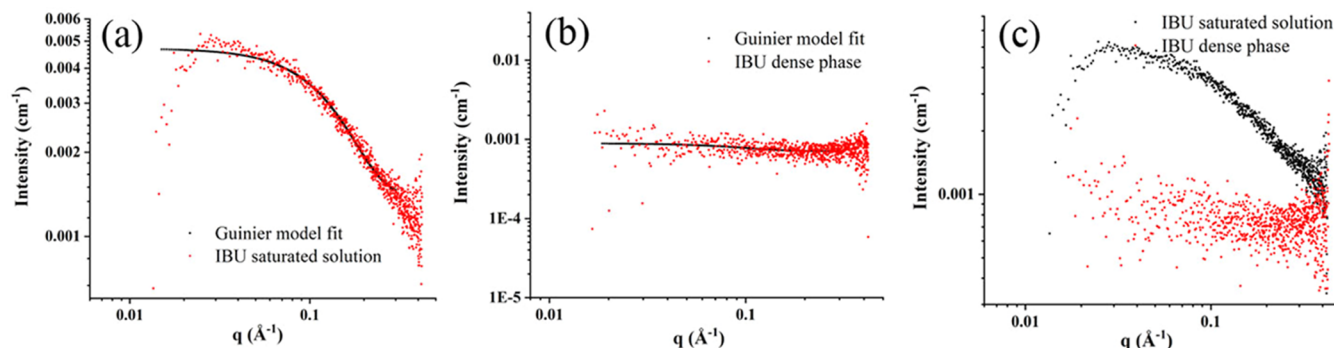 (a)
0.006
0.005
0.004
0.003
0.002
0.001
Intensity (cm⁻¹)
Guinier model fit
IBU saturated solution
0.01
0.1
q (Å⁻¹)
(b)
Guinier model fit
IBU dense phase
0.01
0.001
1E-4
1E-5
Intensity (cm⁻¹)
0.01
0.1
q (Å⁻¹)
(c)
IBU saturated solution
IBU dense phase
0.001
Intensity (cm⁻¹)
0.01
0.1
q (Å⁻¹)